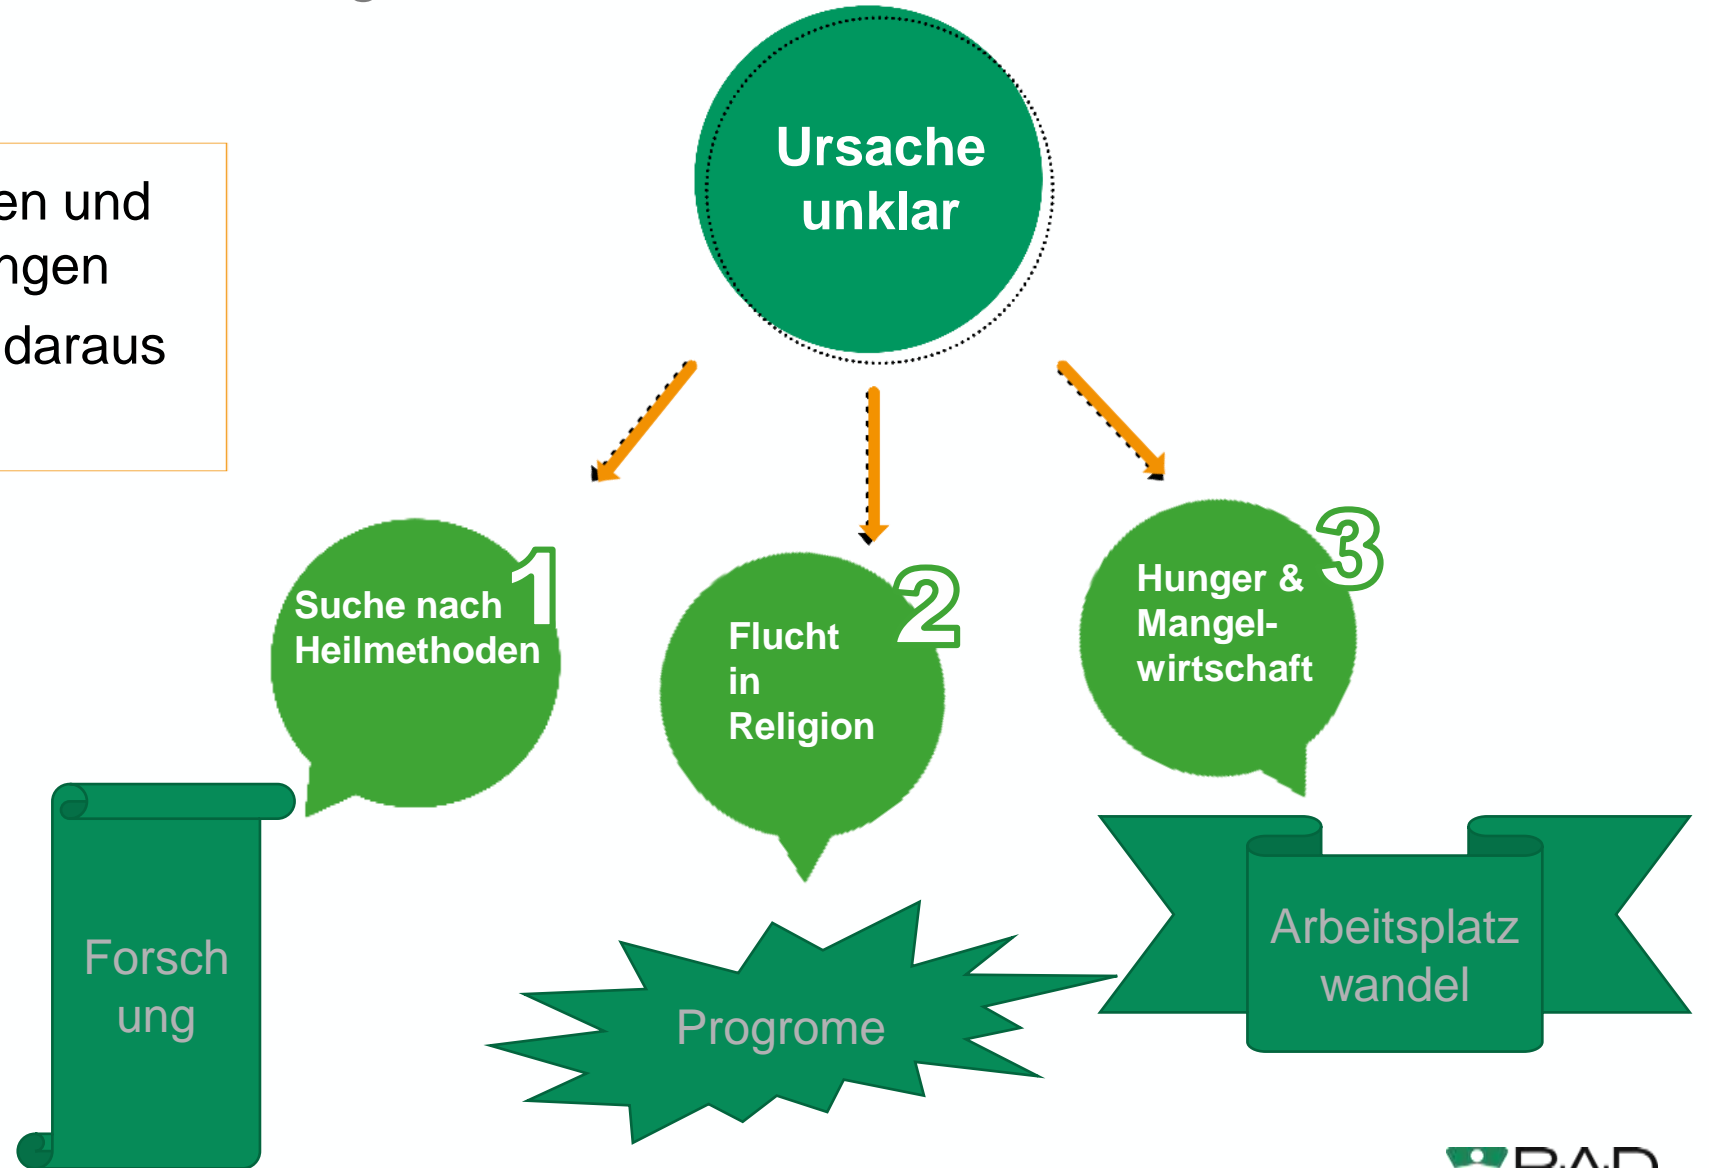 en und
ngen
daraus
Ursache
unklar
1
Suche nach
Heilmethoden
2
Flucht
in
Religion
3
Hunger &
Mangel-
wirtschaft
Forsch
ung
Progrome
Arbeitsplatz
wandel
B·A·D